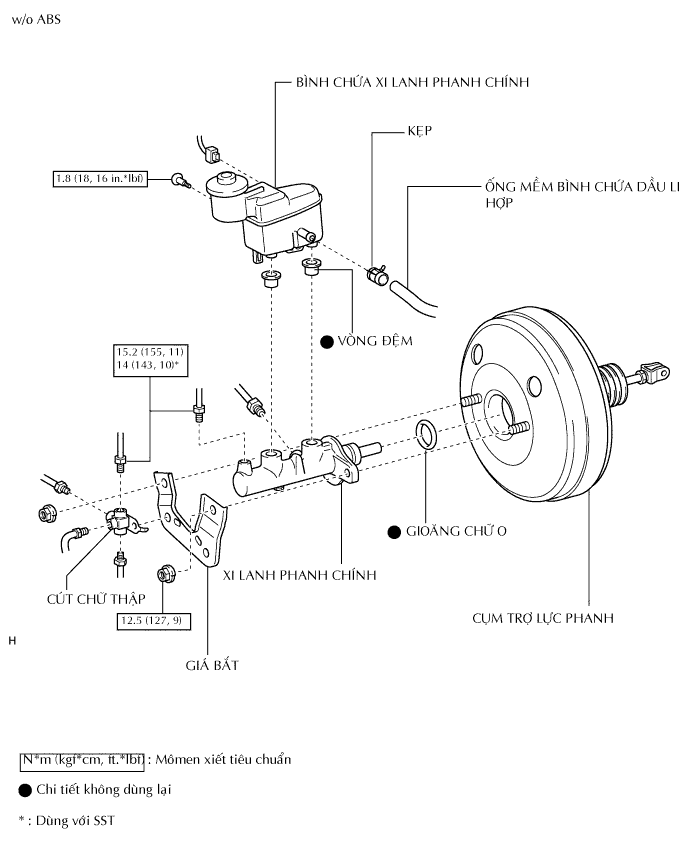 w/o ABS
BÌNH CHỨA XI LANH PHANH CHÍNH
KẸP
1.8 (18, 16 in.*lbf)
ỐNG MỀM BÌNH CHỨA DẦU LI
HỢP
VÒNG ĐỆM
15.2 (155, 11)
14 (143, 10)*
GIOĂNG CHỮ O
XI LANH PHANH CHÍNH
CÚT CHỮ THẬP
12.5 (127, 9)
CỤM TRỢ LỰC PHANH
H
GIÁ BẮT
N*m (kgf*cm, ft.*lbf) : Mômen xiết tiêu chuẩn
Chi tiết không dùng lại
* : Dùng với SST